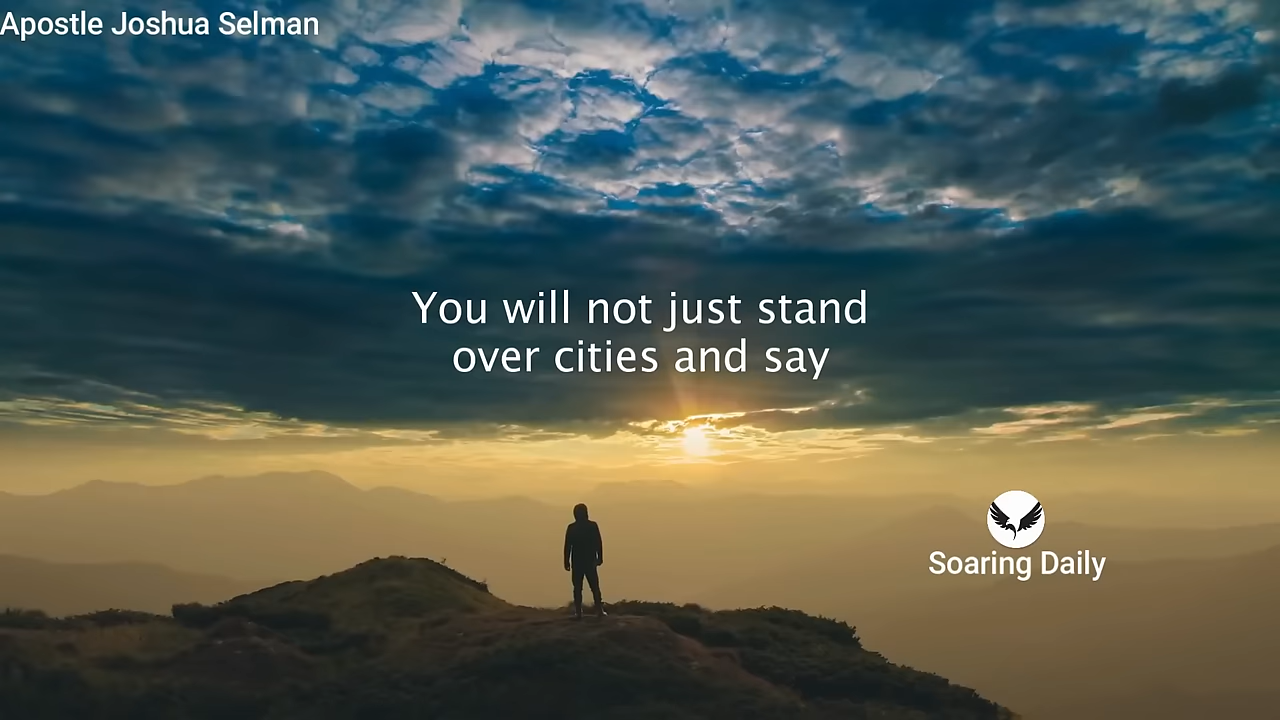 Apostle Joshua Selman
You will not just stand
over cities and say
Soaring Daily